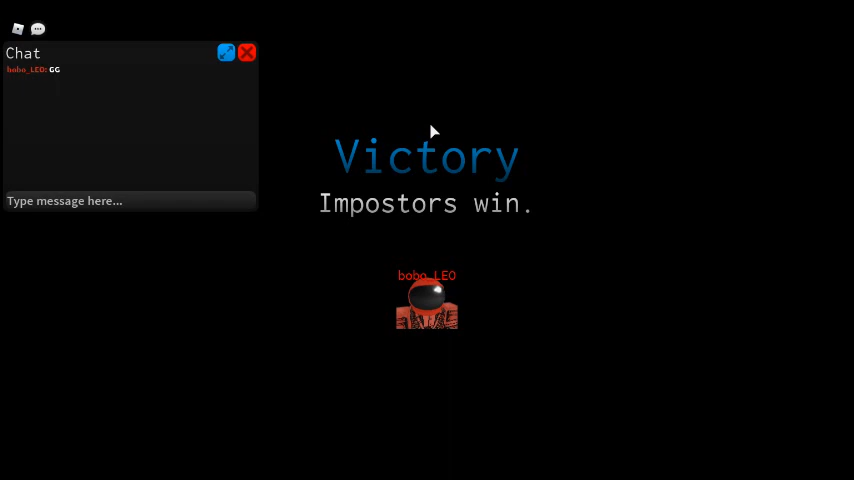 Chat
bobo_LEO: GG
Type message here...
Victory
Impostors win.
bobo_LEO